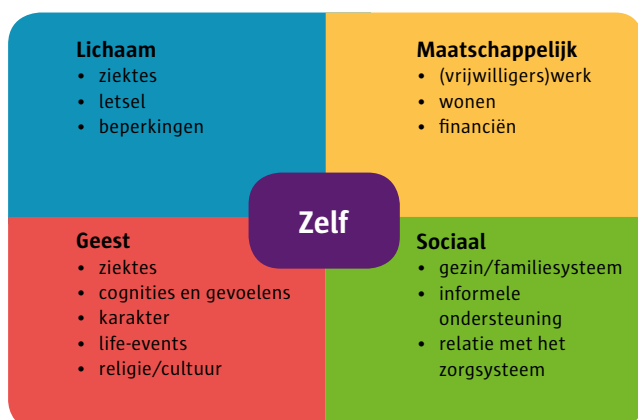 Lichaam
• ziektes
• letsel
• beperkingen
Maatschappelijk
• (vrijwilligers)werk
• wonen
• financiën
Zelf
Geest
• ziektes
• cognities en gevoelens
• karakter
• life-events
• religie/cultuur
Sociaal
• gezin/familiesysteem
• informele
ondersteuning
• relatie met het
zorgsysteem